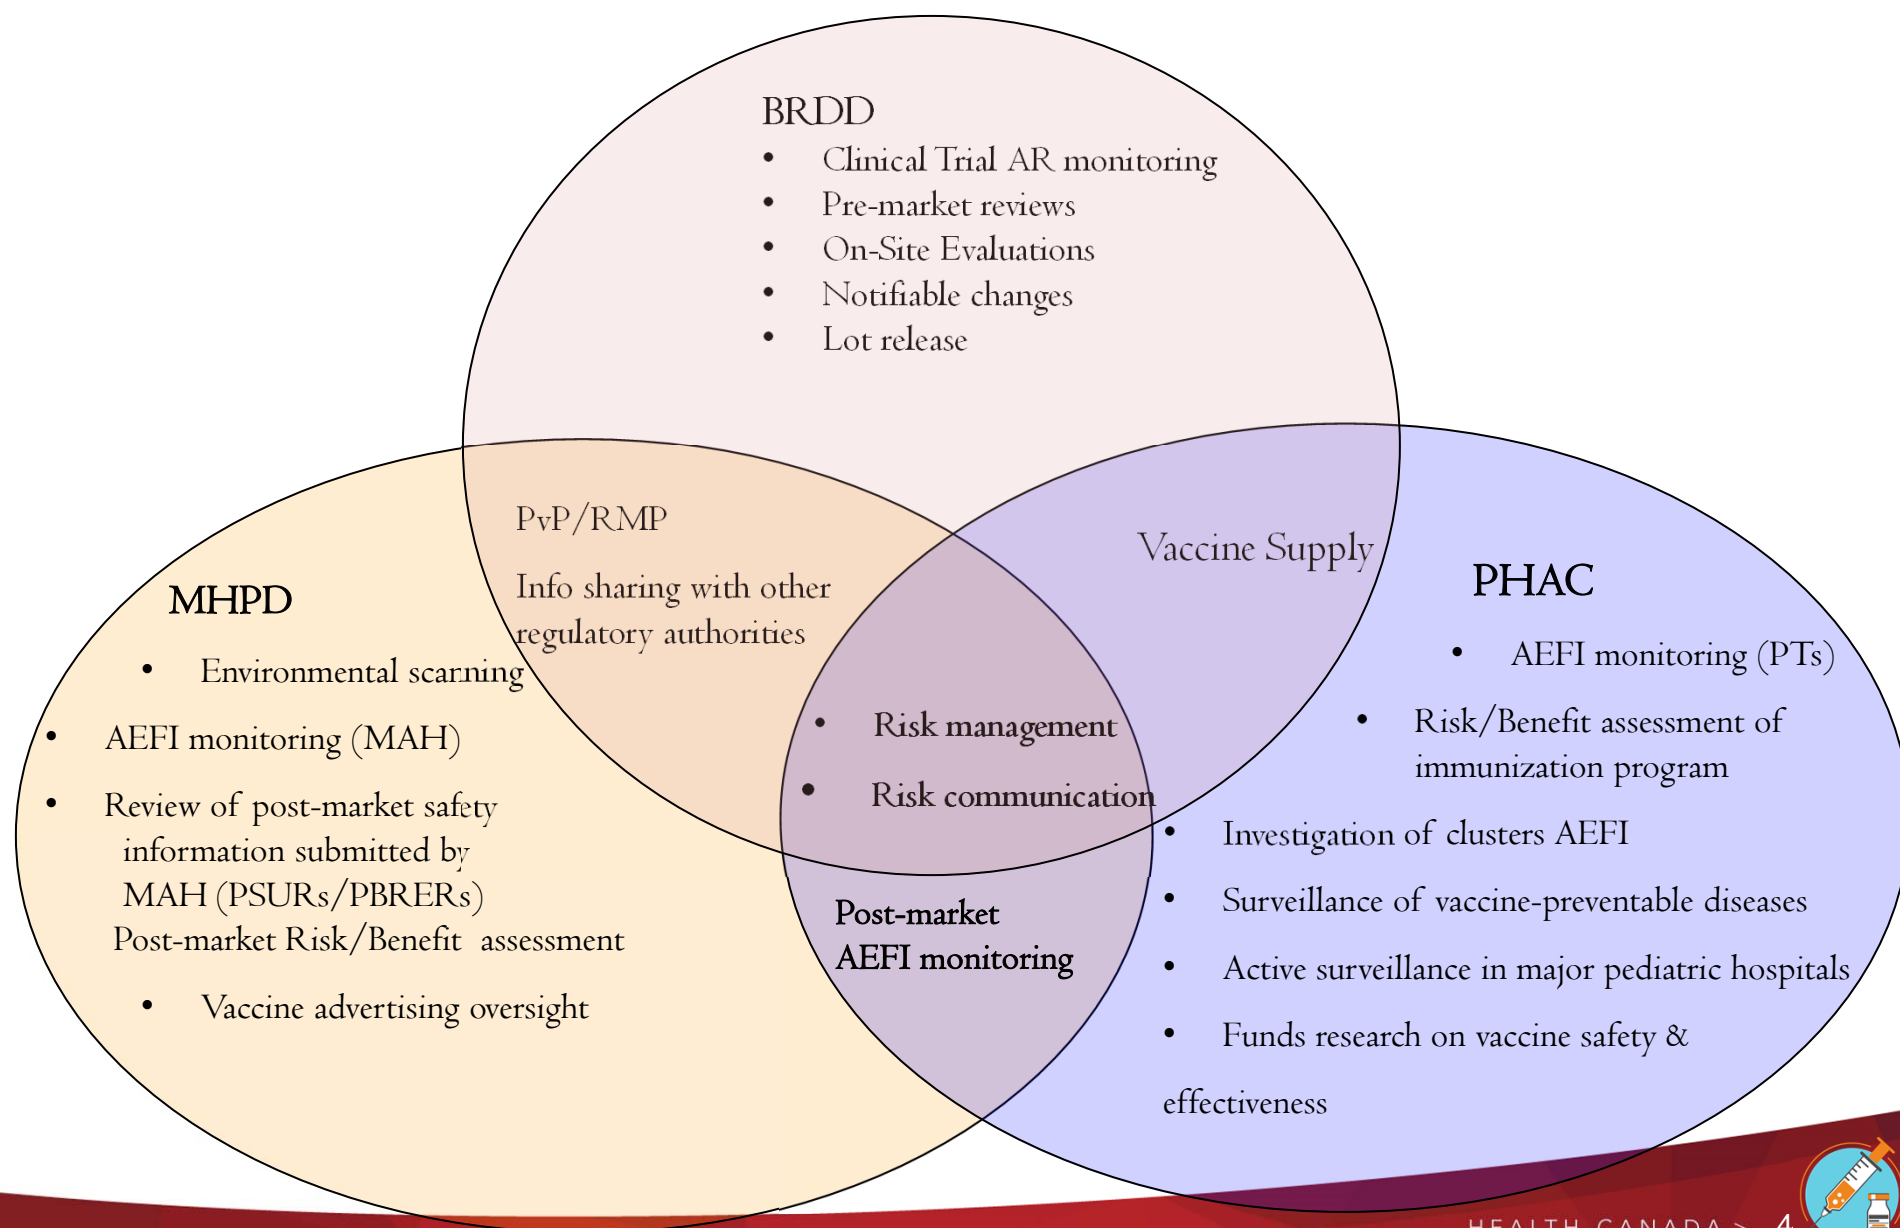 BRDD
• Clinical Trial AR monitoring
• Pre-market reviews
• On-Site Evaluations
• Notifiable changes
• Lot release
PvP/RMP
Info sharing with other
regulatory authorities
Vaccine Supply
MHPD
• Environmental scanning
• AEFI monitoring (MAH)
• Review of post-market safety
information submitted by
MAH (PSURs/PBRERs)
Post-market Risk/Benefit assessment
• Vaccine advertising oversight
• Risk management
• Risk communication
Post-market
AEFI monitoring
PHAC
• AEFI monitoring (PTs)
• Risk/Benefit assessment of
immunization program
• Investigation of clusters AEFI
• Surveillance of vaccine-preventable diseases
• Active surveillance in major pediatric hospitals
• Funds research on vaccine safety &
effectiveness
HEALTH CANADA > 4